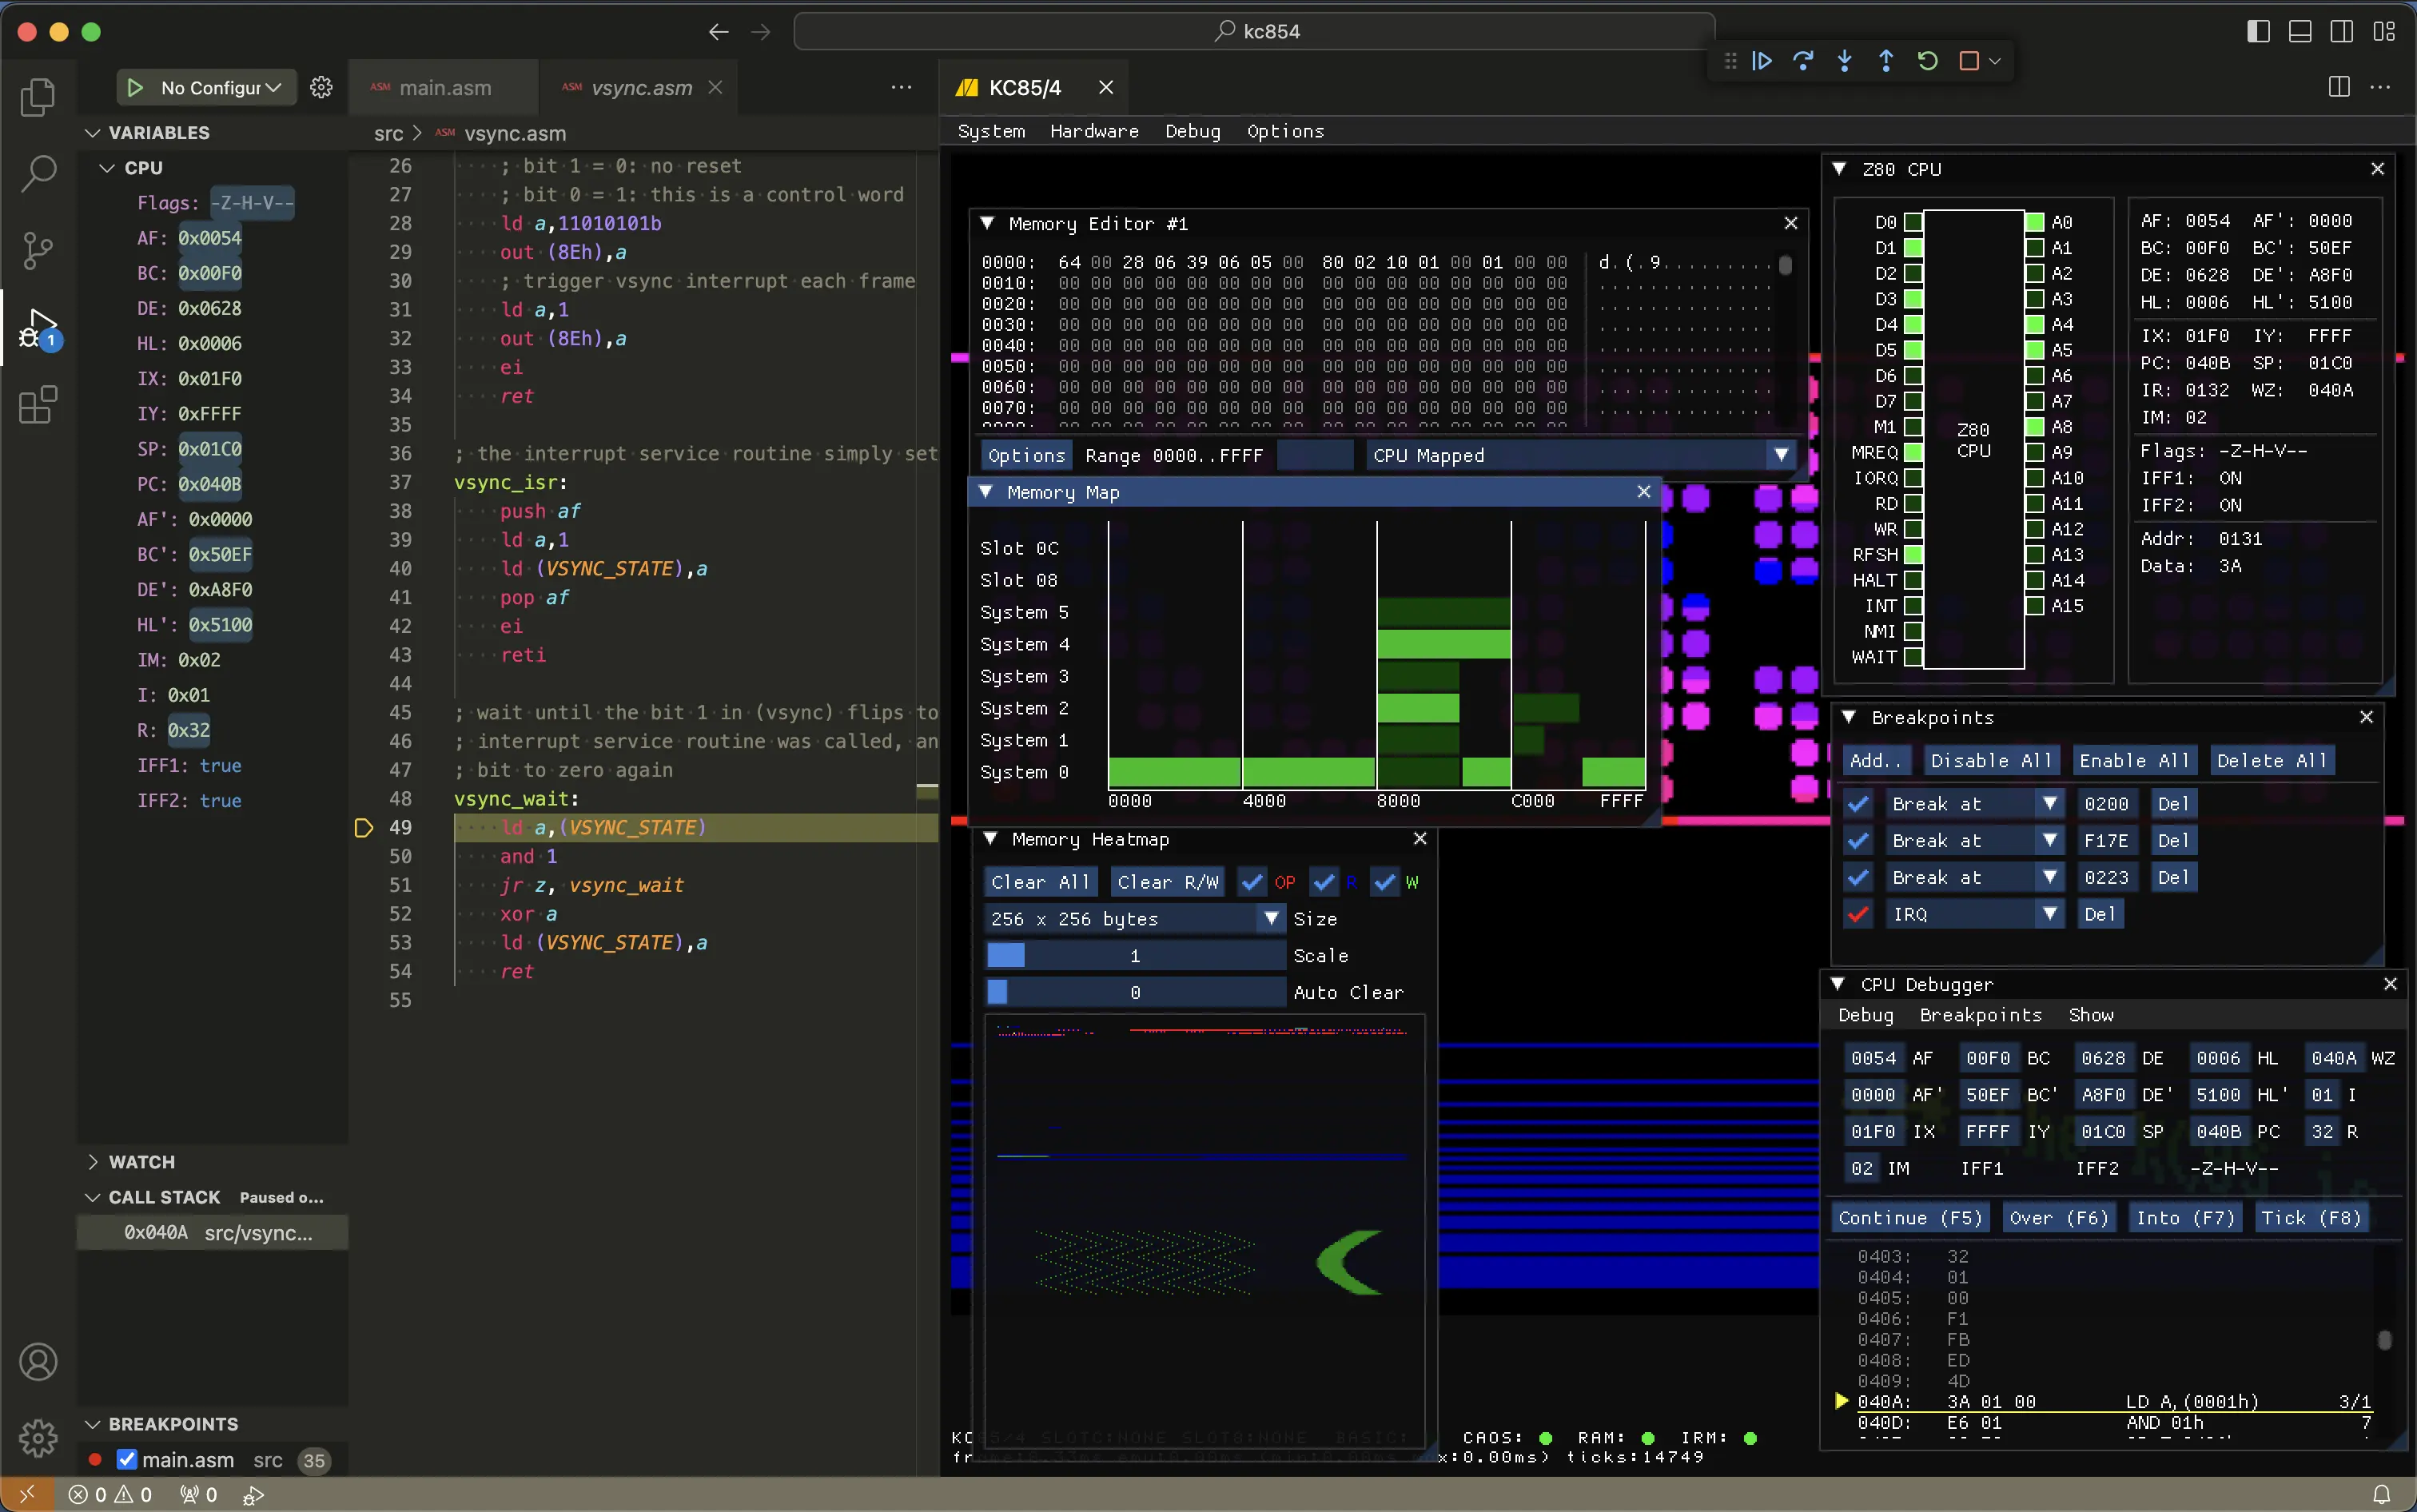 kc854
No Configur
VARIABLES
CPU
Flags: -Z-H-V--
AF: 0x0054
BC: 0x00F0
DE: 0x0628
HL: 0x0006
IX: 0x01F0
IY: 0xFFFF
SP: 0x01C0
PC: 0x040B
AF': 0x0000
BC': 0x50EF
DE': 0xA8F0
HL': 0x5100
IM: 0x02
I: 0x01
R: 0x32
IFF1: true
IFF2: true
WATCH
CALL STACK Paused o...
0x040A src/vsync...
BREAKPOINTS
main.asm src 35
0 0 0
1
ASM main.asm ASM vsync.asm
src > ASM vsync.asm
26 ; bit 1 = 0: no reset
27 ; bit 0 = 1: this is a control word
28 ld a,11010101b
29 out (8Eh),a
30 ; trigger vsync interrupt each frame
31 ld a,1
32 out (8Eh),a
33 ei
34 ret
35
36 ; the interrupt service routine simply set
37 vsync_isr:
38 push af
39 ld a,1
40 ld (VSYNC_STATE),a
41 pop af
42 ei
43 reti
44
45 ; wait until the bit 1 in (vsync) flips to
46 ; interrupt service routine was called, an
47 ; bit to zero again
48 vsync_wait:
49 ld a,(VSYNC_STATE)
50 and 1
51 jr z, vsync_wait
52 xor a
53 ld (VSYNC_STATE),a
54 ret
55
KC85/4
System Hardware Debug Options
Memory Editor #1
0000: 64 00 28 06 39 06 05 00 80 02 10 01 00 01 00 00 d.(.9...........
0010: 00 00 00 00 00 00 00 00 00 00 00 00 00 00 00 00 ................
0020: 00 00 00 00 00 00 00 00 00 00 00 00 00 00 00 00 ................
0030: 00 00 00 00 00 00 00 00 00 00 00 00 00 00 00 00 ................
0040: 00 00 00 00 00 00 00 00 00 00 00 00 00 00 00 00 ................
0050: 00 00 00 00 00 00 00 00 00 00 00 00 00 00 00 00 ................
0060: 00 00 00 00 00 00 00 00 00 00 00 00 00 00 00 00 ................
0070: 00 00 00 00 00 00 00 00 00 00 00 00 00 00 00 00 ................
Options Range 0000..FFFF CPU Mapped
Memory Map
Slot 0C
Slot 08
System 5
System 4
System 3
System 2
System 1
System 0
0000 4000 8000 C000 FFFF
Memory Heatmap
Clear All Clear R/W OP R W
256 x 256 bytes Size
1 Scale
0 Auto Clear
CAOS: RAM: IRM:
x:0.00ms) ticks:14749
Z80 CPU
D0 A0
D1 A1
D2 A2
D3 A3
D4 A4
D5 A5
D6 A6
D7 A7
M1 A8
MREQ A9
IORQ A10
RD A11
WR A12
RFSH A13
HALT A14
INT A15
NMI
WAIT
Z80
CPU
AF: 0054 AF': 0000
BC: 00F0 BC': 50EF
DE: 0628 DE': A8F0
HL: 0006 HL': 5100
IX: 01F0 IY: FFFF
PC: 040B SP: 01C0
IR: 0132 WZ: 040A
IM: 02
Flags: -Z-H-V--
IFF1: ON
IFF2: ON
Addr: 0131
Data: 3A
Breakpoints
Add.. Disable All Enable All Delete All
Break at 0200 Del
Break at F17E Del
Break at 0223 Del
IRQ Del
CPU Debugger
Debug Breakpoints Show
0054 AF 00F0 BC 0628 DE 0006 HL 040A WZ
0000 AF' 50EF BC' A8F0 DE' 5100 HL' 01 I
01F0 IX FFFF IY 01C0 SP 040B PC 32 R
02 IM IFF1 IFF2 -Z-H-V--
Continue (F5) Over (F6) Into (F7) Tick (F8)
0403: 32
0404: 01
0405: 00
0406: F1
0407: FB
0408: ED
0409: 4D
040A: 3A 01 00 LD A,(0001h) 3/1
040D: E6 01 AND 01h 7